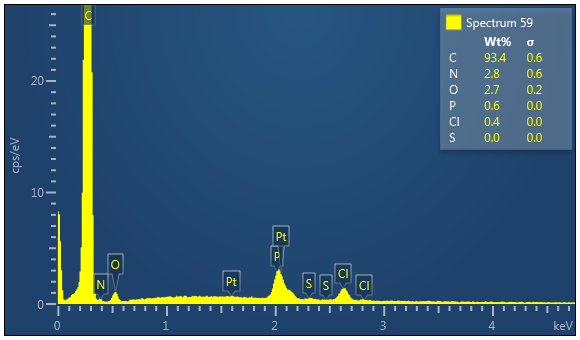 C
Spectrum 59
Wt% σ
C 93.4 0.6
N 2.8 0.6
O 2.7 0.2
P 0.6 0.0
Cl 0.4 0.0
S 0.0 0.0
20
cps/eV
10
Pt
P
O
N
Pt
S
S
Cl
Cl
0
0 1 2 3 4 keV